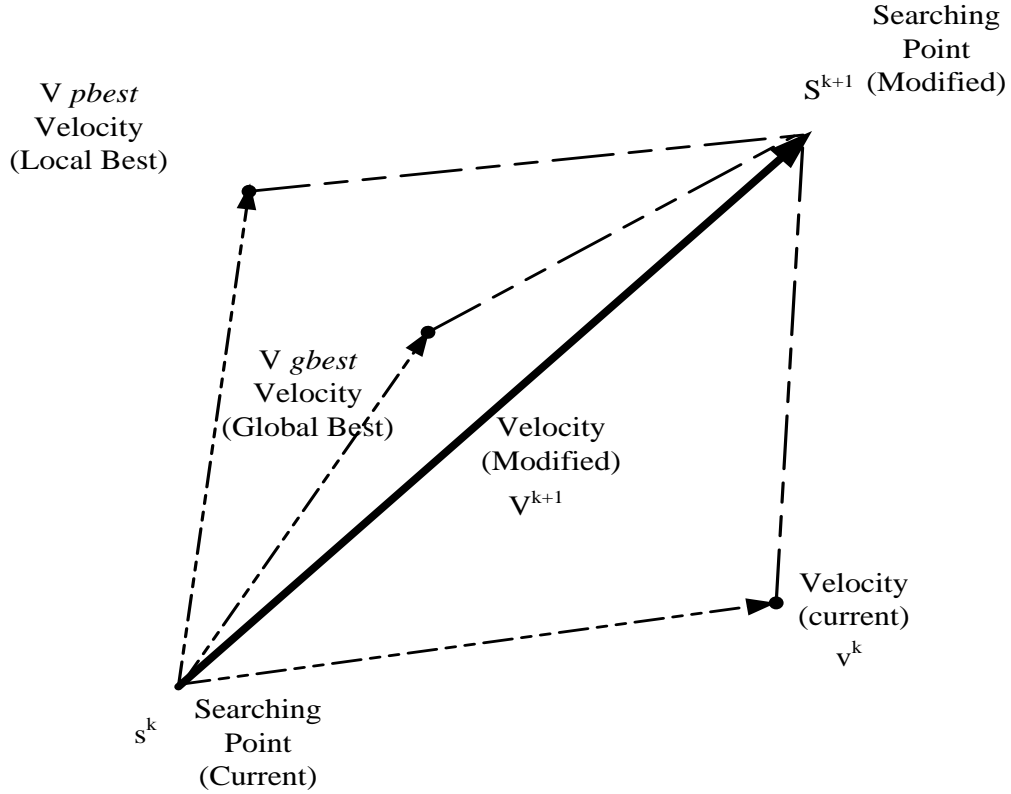 Searching
Point
(Modified)
S^{k+1}
V pbest
Velocity
(Local Best)
V gbest
Velocity
(Global Best)
Velocity
(Modified)
V^{k+1}
Velocity
(current)
v^k
Searching
Point
(Current)
s^k